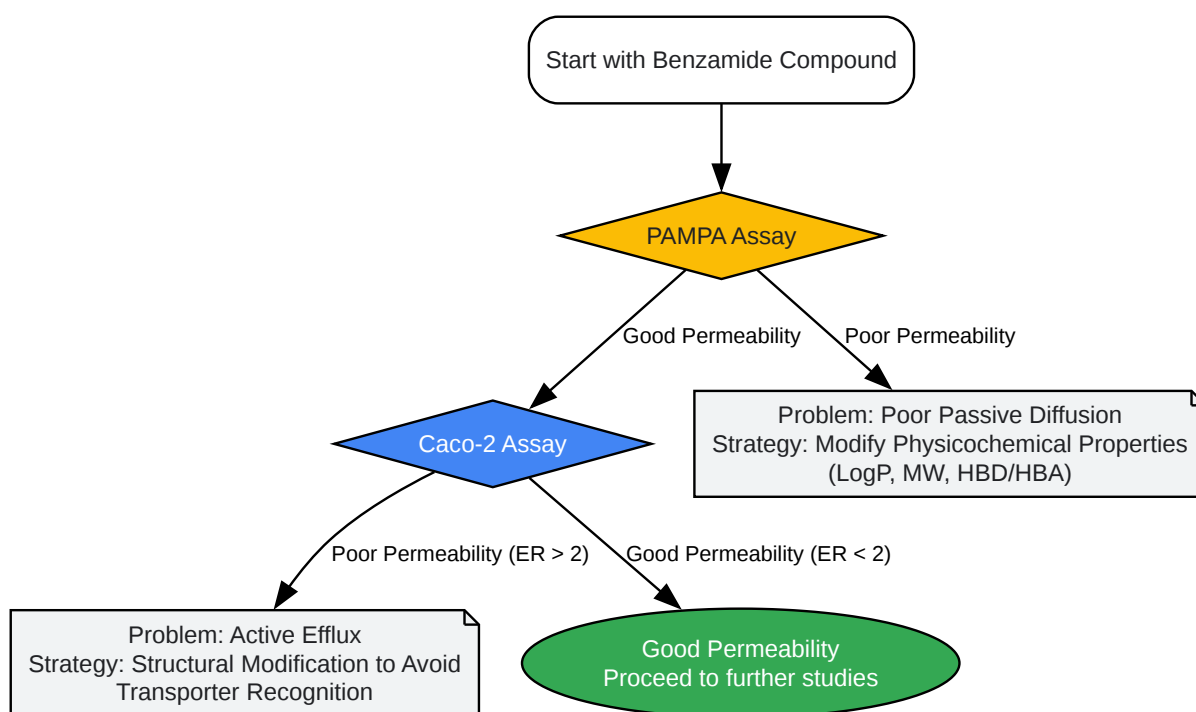 Start with Benzamide Compound
PAMPA Assay
Good Permeability
Poor Permeability
Problem: Poor Passive Diffusion
Strategy: Modify Physicochemical Properties
(LogP, MW, HBD/HBA)
Caco-2 Assay
Poor Permeability (ER > 2)
Good Permeability (ER < 2)
Problem: Active Efflux
Strategy: Structural Modification to Avoid
Transporter Recognition
Good Permeability
Proceed to further studies